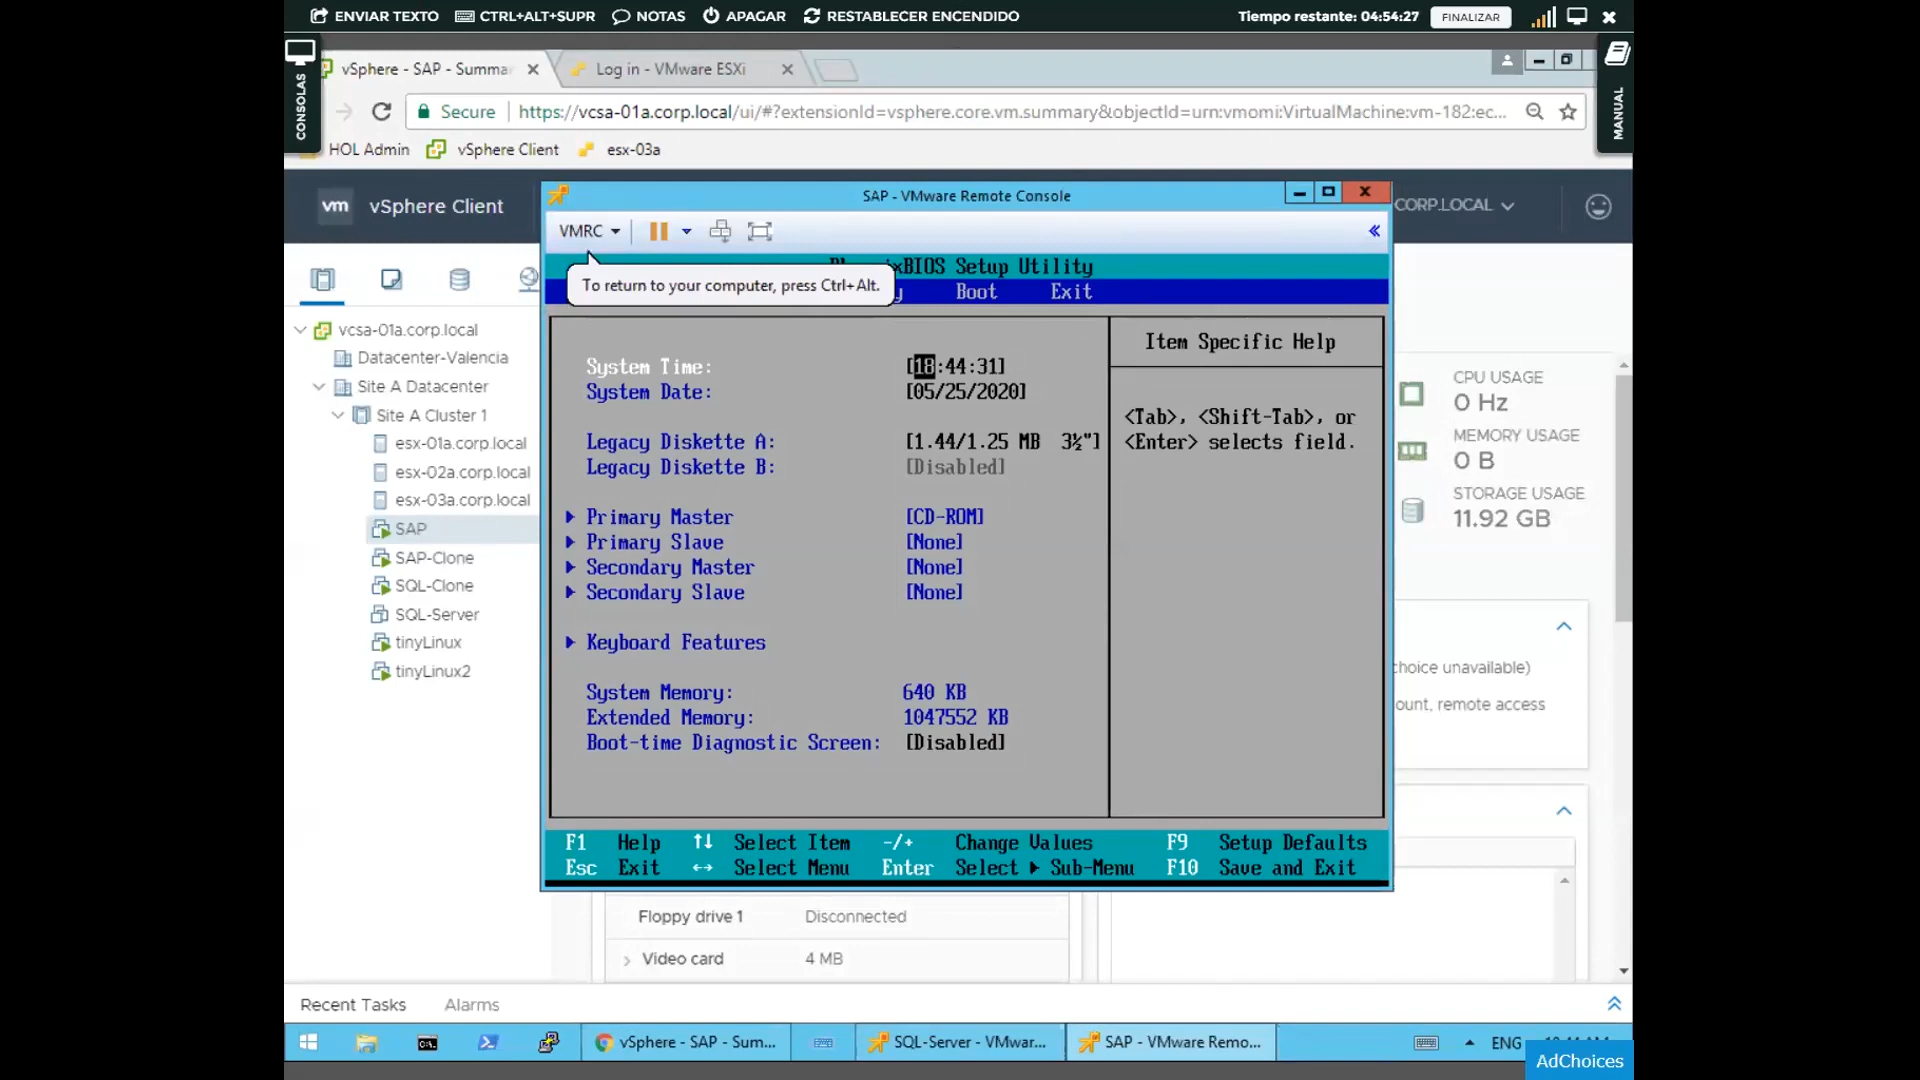 ENVIAR TEXTO CTRL+ALT+SUPR NOTAS APAGAR RESTABLECER ENCENDIDO Tiempo restante: 04:54:27 FINALIZAR
CONSOLAS
MANUAL
vSphere - SAP - Summa
Log in - VMware ESXi
Secure https://vcsa-01a.corp.local/ui/#?extensionId=vsphere.core.vm.summary&objectId=urn:vmomi:VirtualMachine:vm-182:ec...
HOL Admin vSphere Client esx-03a
vm vSphere Client
CORP.LOCAL
SAP - VMware Remote Console
VMRC
To return to your computer, press Ctrl+Alt.
BIOS Setup Utility
Boot Exit
vcsa-01a.corp.local
Datacenter-Valencia
Site A Datacenter
Site A Cluster 1
esx-01a.corp.local
esx-02a.corp.local
esx-03a.corp.local
SAP
SAP-Clone
SQL-Clone
SQL-Server
tinyLinux
tinyLinux2
System Time: [18:44:31]
System Date: [05/25/2020]
Legacy Diskette A: [1.44/1.25 MB 3½"]
Legacy Diskette B: [Disabled]
Primary Master [CD-ROM]
Primary Slave [None]
Secondary Master [None]
Secondary Slave [None]
Keyboard Features
System Memory: 640 KB
Extended Memory: 1047552 KB
Boot-time Diagnostic Screen: [Disabled]
Item Specific Help
<Tab>, <Shift-Tab>, or
<Enter> selects field.
F1 Help ↑↓ Select Item -/+ Change Values F9 Setup Defaults
Esc Exit ↔ Select Menu Enter Select ▶ Sub-Menu F10 Save and Exit
CPU USAGE
0 Hz
MEMORY USAGE
0 B
STORAGE USAGE
11.92 GB
choice unavailable)
ount, remote access
Floppy drive 1 Disconnected
Video card 4 MB
Recent Tasks Alarms
vSphere - SAP - Sum...
SQL-Server - VMwar...
SAP - VMware Remo...
ENG
AdChoices